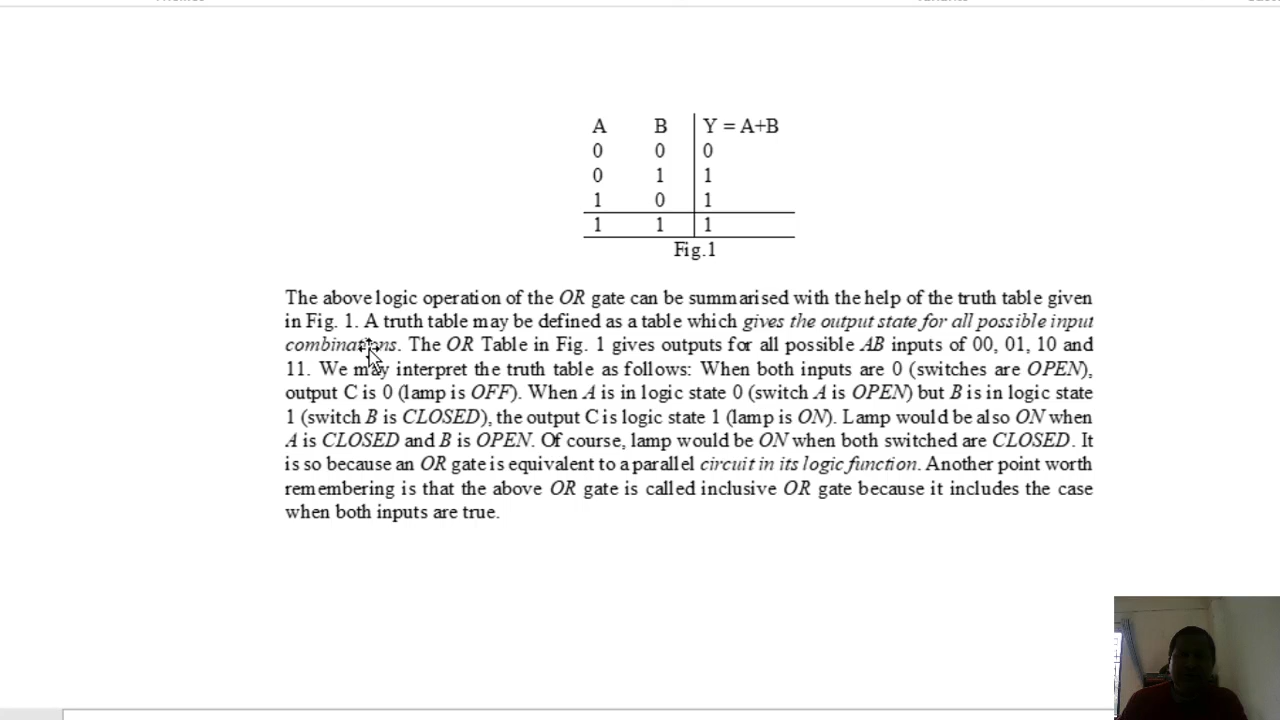 A B Y = A+B
0 0 0
0 1 1
1 0 1
1 1 1
Fig.1
The above logic operation of the OR gate can be summarised with the help of the truth table given
in Fig. 1. A truth table may be defined as a table which gives the output state for all possible input
combinations. The OR Table in Fig. 1 gives outputs for all possible AB inputs of 00, 01, 10 and
11. We may interpret the truth table as follows: When both inputs are 0 (switches are OPEN),
output C is 0 (lamp is OFF). When A is in logic state 0 (switch A is OPEN) but B is in logic state
1 (switch B is CLOSED), the output C is logic state 1 (lamp is ON). Lamp would be also ON when
A is CLOSED and B is OPEN. Of course, lamp would be ON when both switched are CLOSED. It
is so because an OR gate is equivalent to a parallel circuit in its logic function. Another point worth
remembering is that the above OR gate is called inclusive OR gate because it includes the case
when both inputs are true.